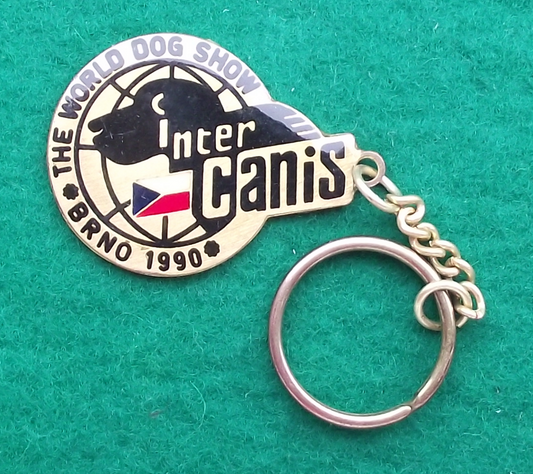 THE WORLD DOG SHOW
inter
canis
BRNO 1990